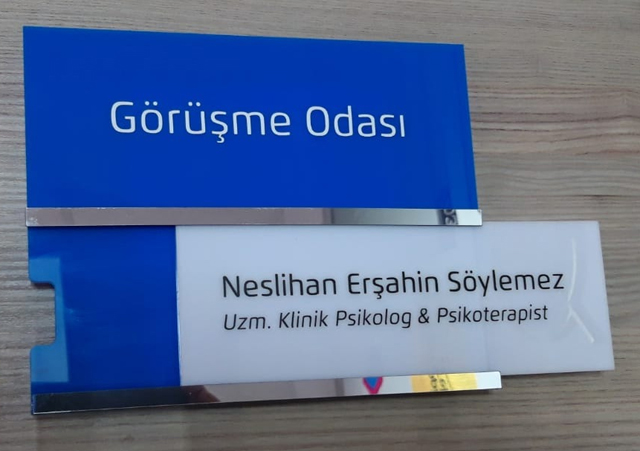 Görüşme Odası
Neslihan Erşahin Söylemez
Uzm. Klinik Psikolog & Psikoterapist